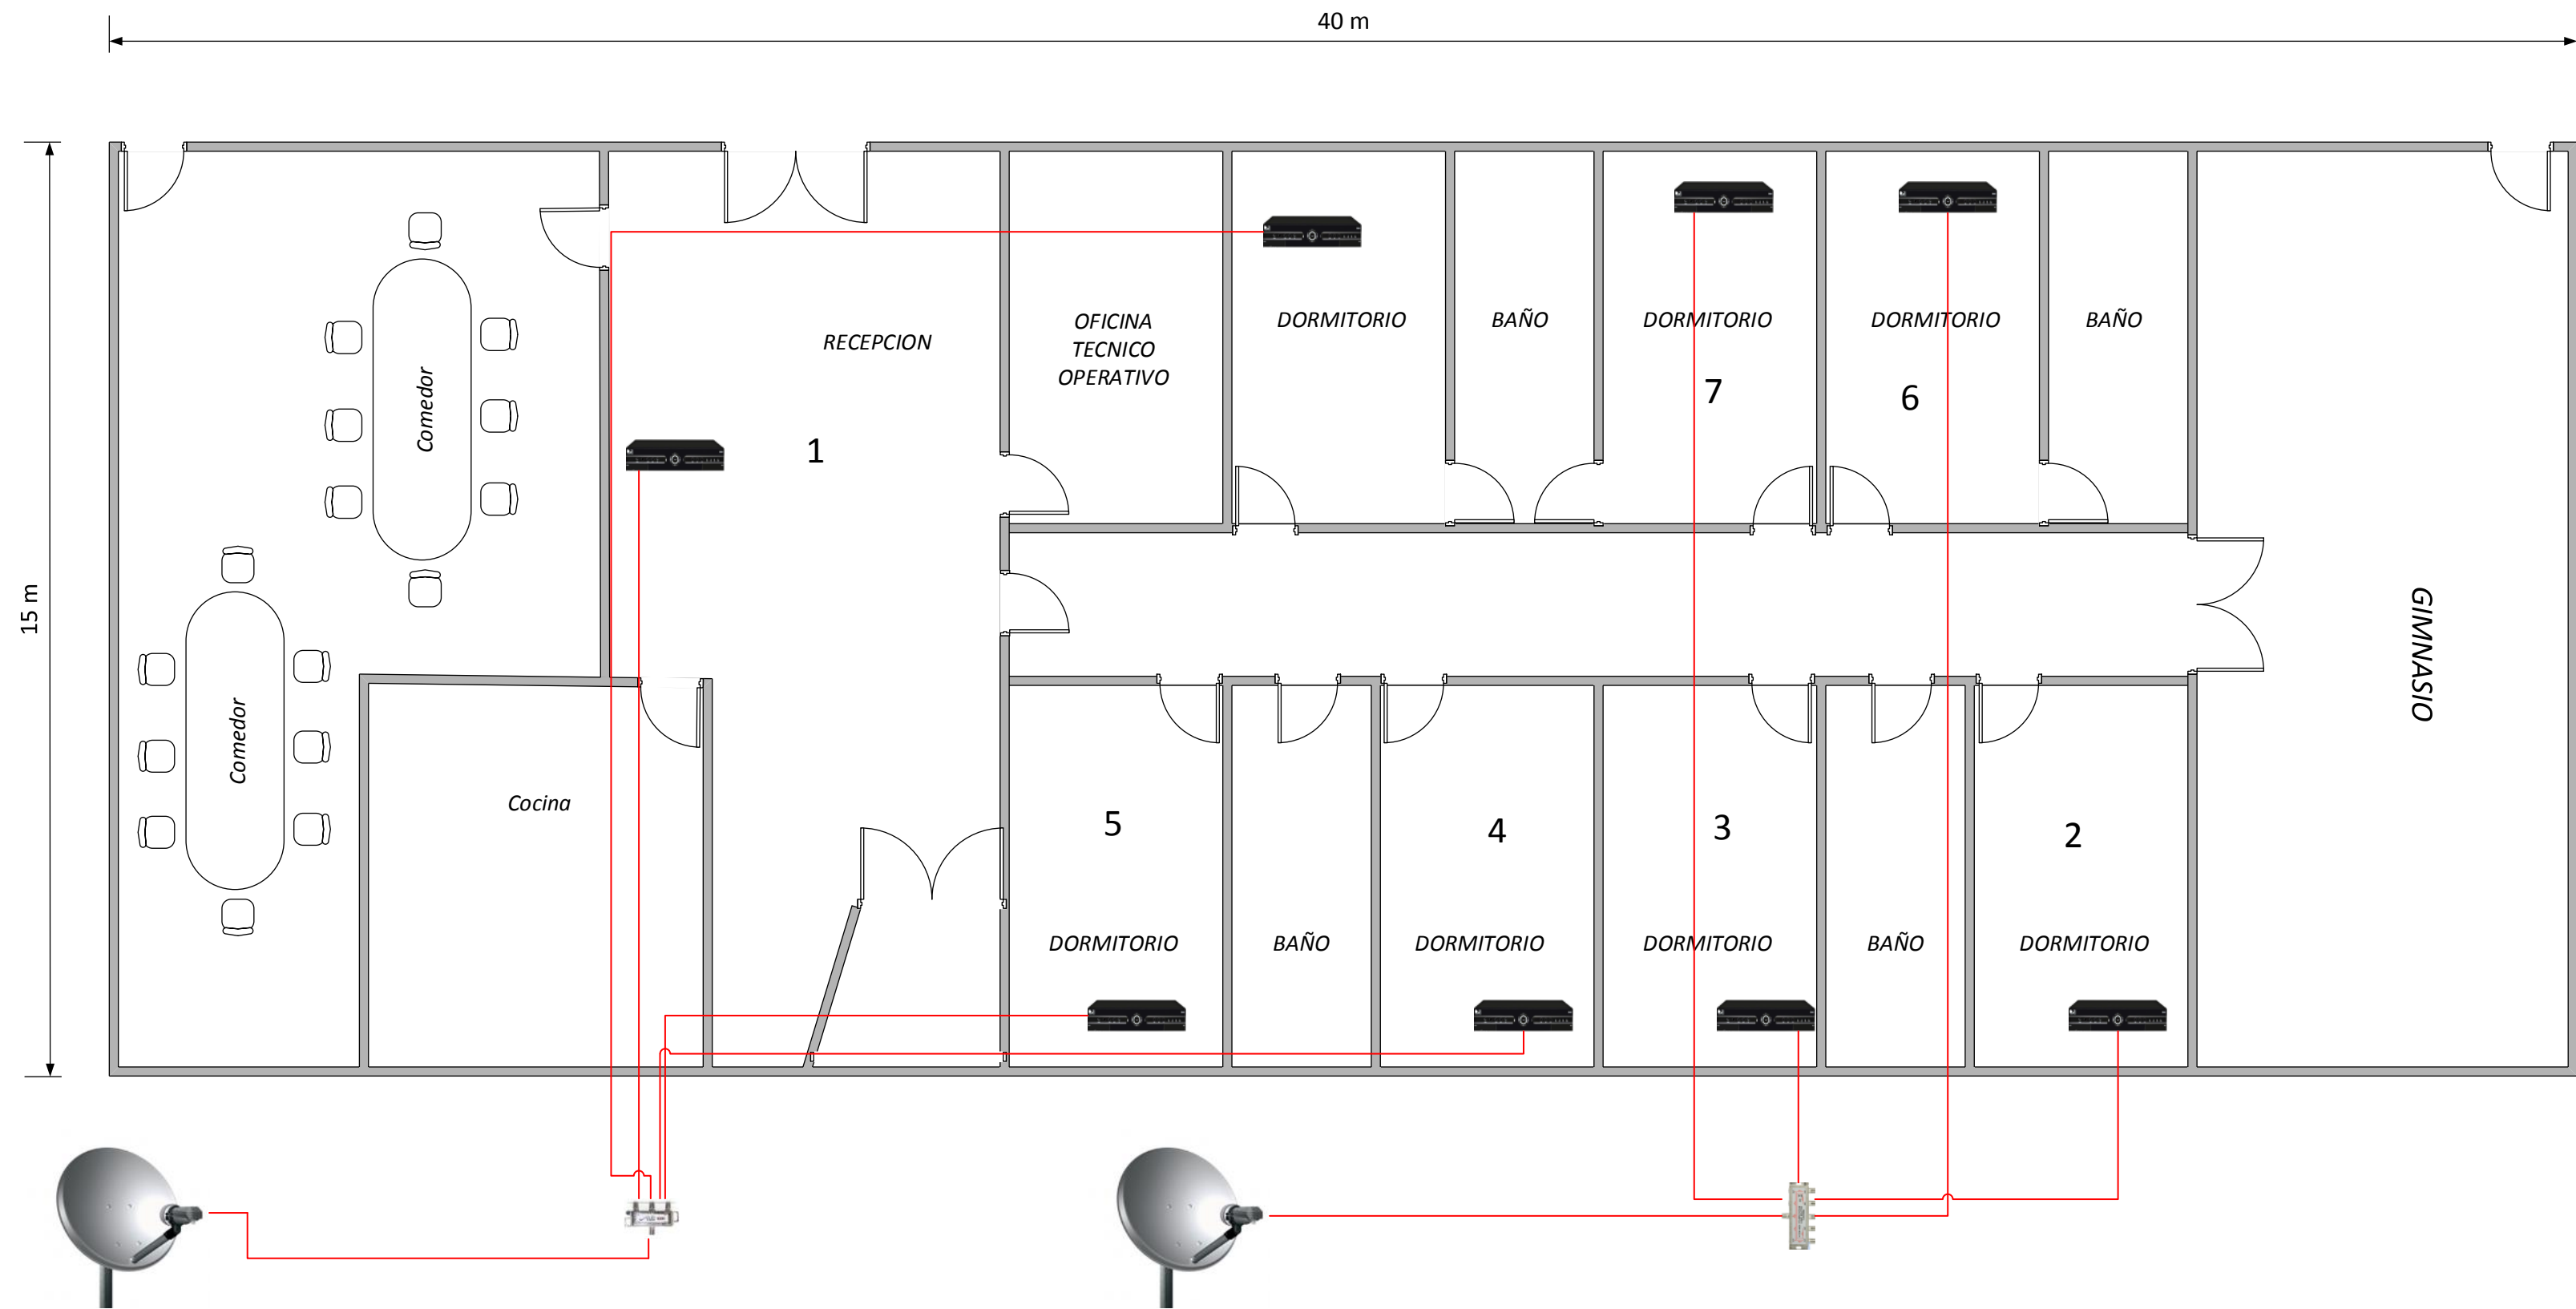 40 m
15 m
RECEPCION
OFICINA
TECNICO
OPERATIVO
DORMITORIO
BAÑO
DORMITORIO
DORMITORIO
BAÑO
Comedor
7
6
1
GIMNASIO
Comedor
Cocina
5
4
3
2
DORMITORIO
BAÑO
DORMITORIO
DORMITORIO
BAÑO
DORMITORIO